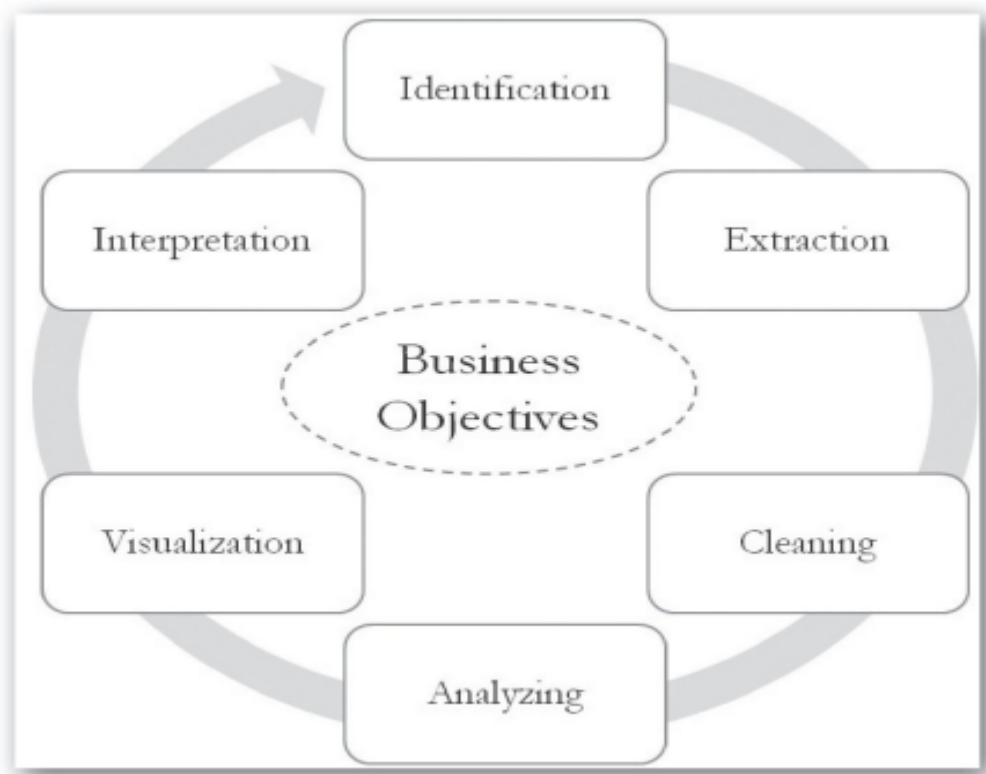 Identification
Extraction
Cleaning
Analyzing
Visualization
Interpretation
Business
Objectives